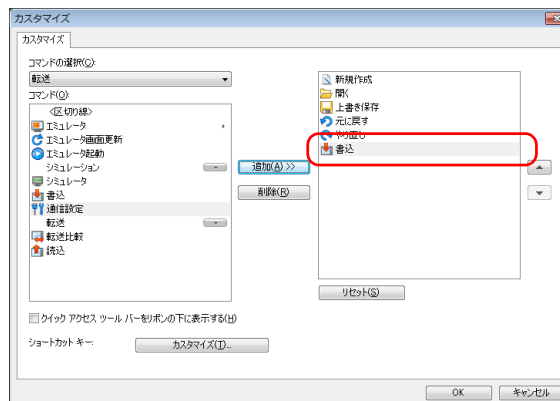 カスタマイズ
カスタマイズ
コマンドの選択(C):
転送
コマンド(O):
<区切り線>
エミュレータ
エミュレータ画面更新
エミュレータ起動
シミュレーション
シミュレータ
書込
通信設定
転送
転送比較
読込
追加(A) >>
削除(R)
新規作成
開く
上書き保存
元に戻す
やり直し
書込
リセット(S)
クイック アクセス ツール バーをリボンの下に表示する(H)
ショートカット キー:
カスタマイズ(T)...
OK
キャンセル